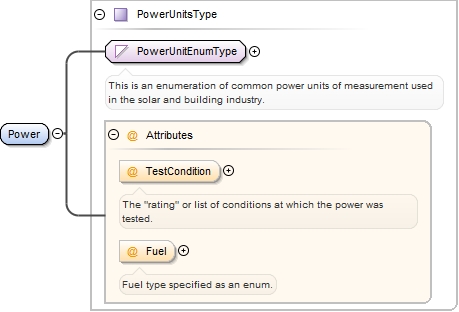 PowerUnitsType
PowerUnitEnumType
This is an enumeration of common power units of measurement used
in the solar and building industry.
Power
@ Attributes
@ TestCondition
The "rating" or list of conditions at which the power was
tested.
@ Fuel
Fuel type specified as an enum.